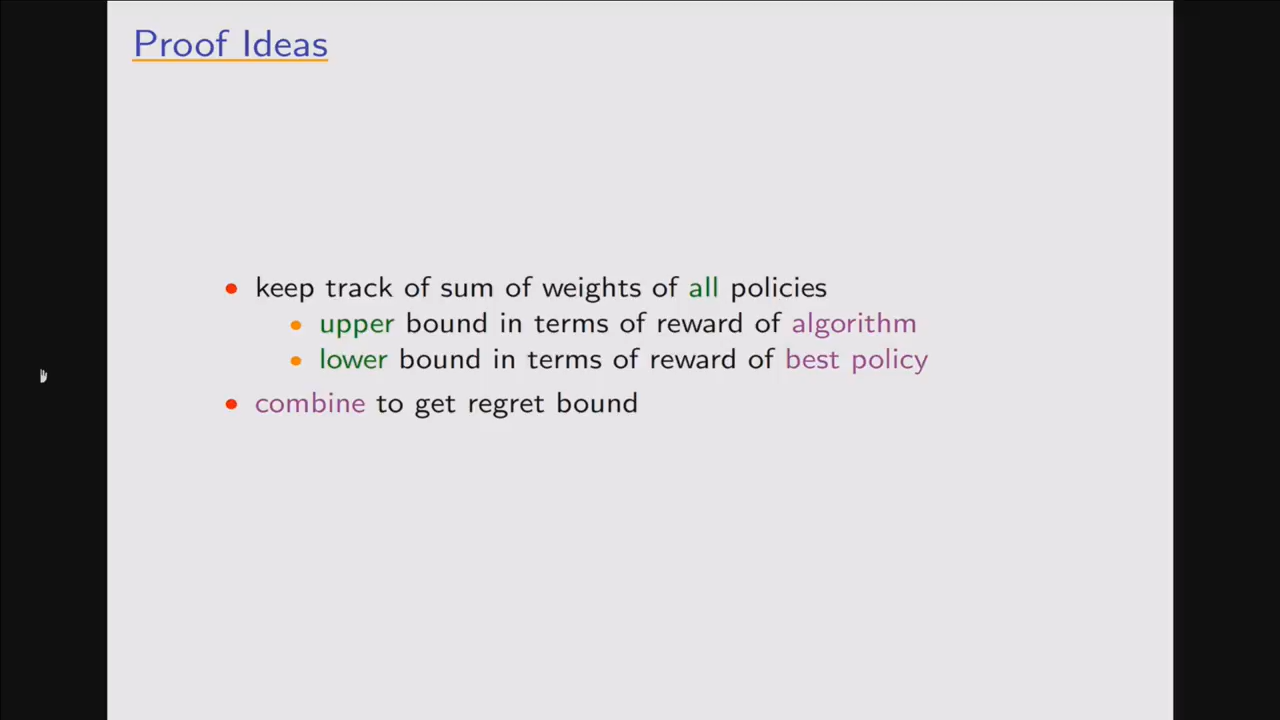 Proof Ideas
• keep track of sum of weights of all policies
• upper bound in terms of reward of algorithm
• lower bound in terms of reward of best policy
• combine to get regret bound